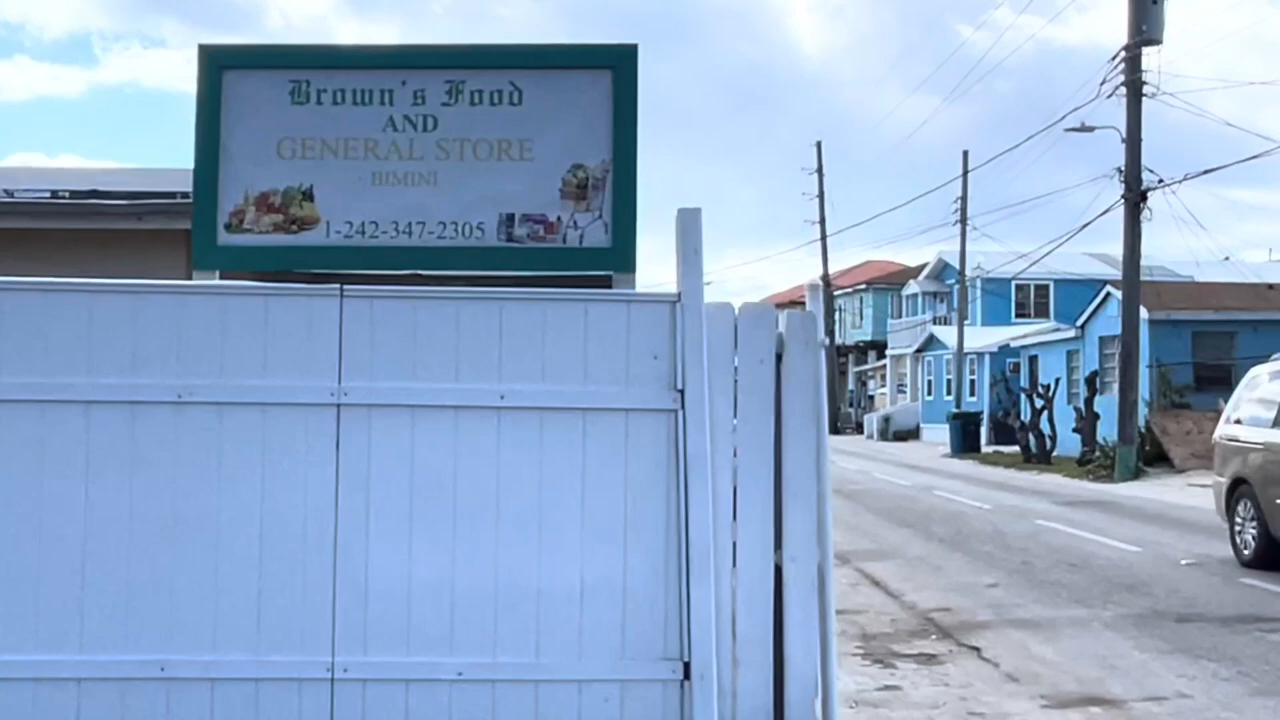 Brown's Food
AND
GENERAL STORE
BIMINI
1-242-347-2305